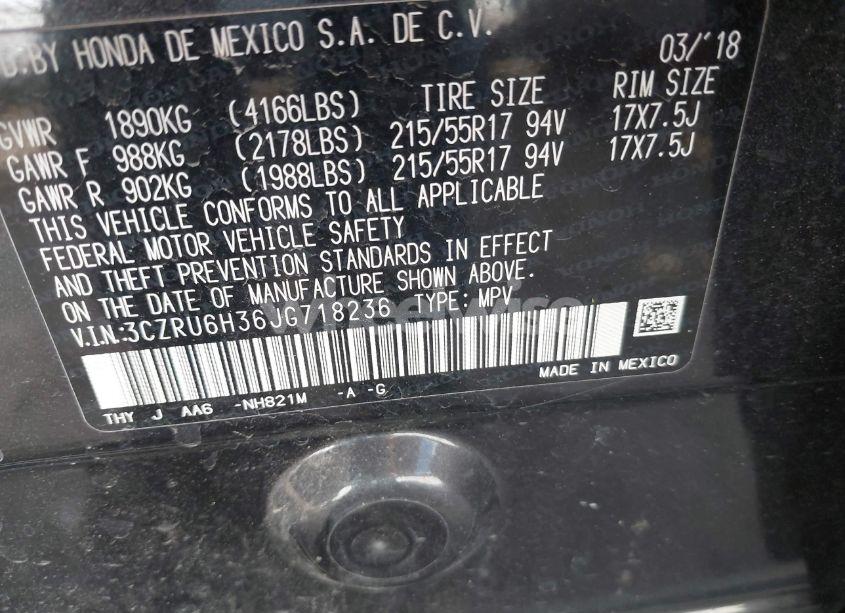 D.BY HONDA DE MEXICO S.A. DE C.V.
03/'18
GVWR 1890KG (4166LBS) TIRE SIZE RIM SIZE
GAWR F 988KG (2178LBS) 215/55R17 94V 17X7.5J
GAWR R 902KG (1988LBS) 215/55R17 94V 17X7.5J
THIS VEHICLE CONFORMS TO ALL APPLICABLE
FEDERAL MOTOR VEHICLE SAFETY
AND THEFT PREVENTION STANDARDS IN EFFECT
ON THE DATE OF MANUFACTURE SHOWN ABOVE.
V.I.N:3CZRU6H36JG718236 TYPE: MPV
MADE IN MEXICO
THY J AA6 -NH821M -A -G